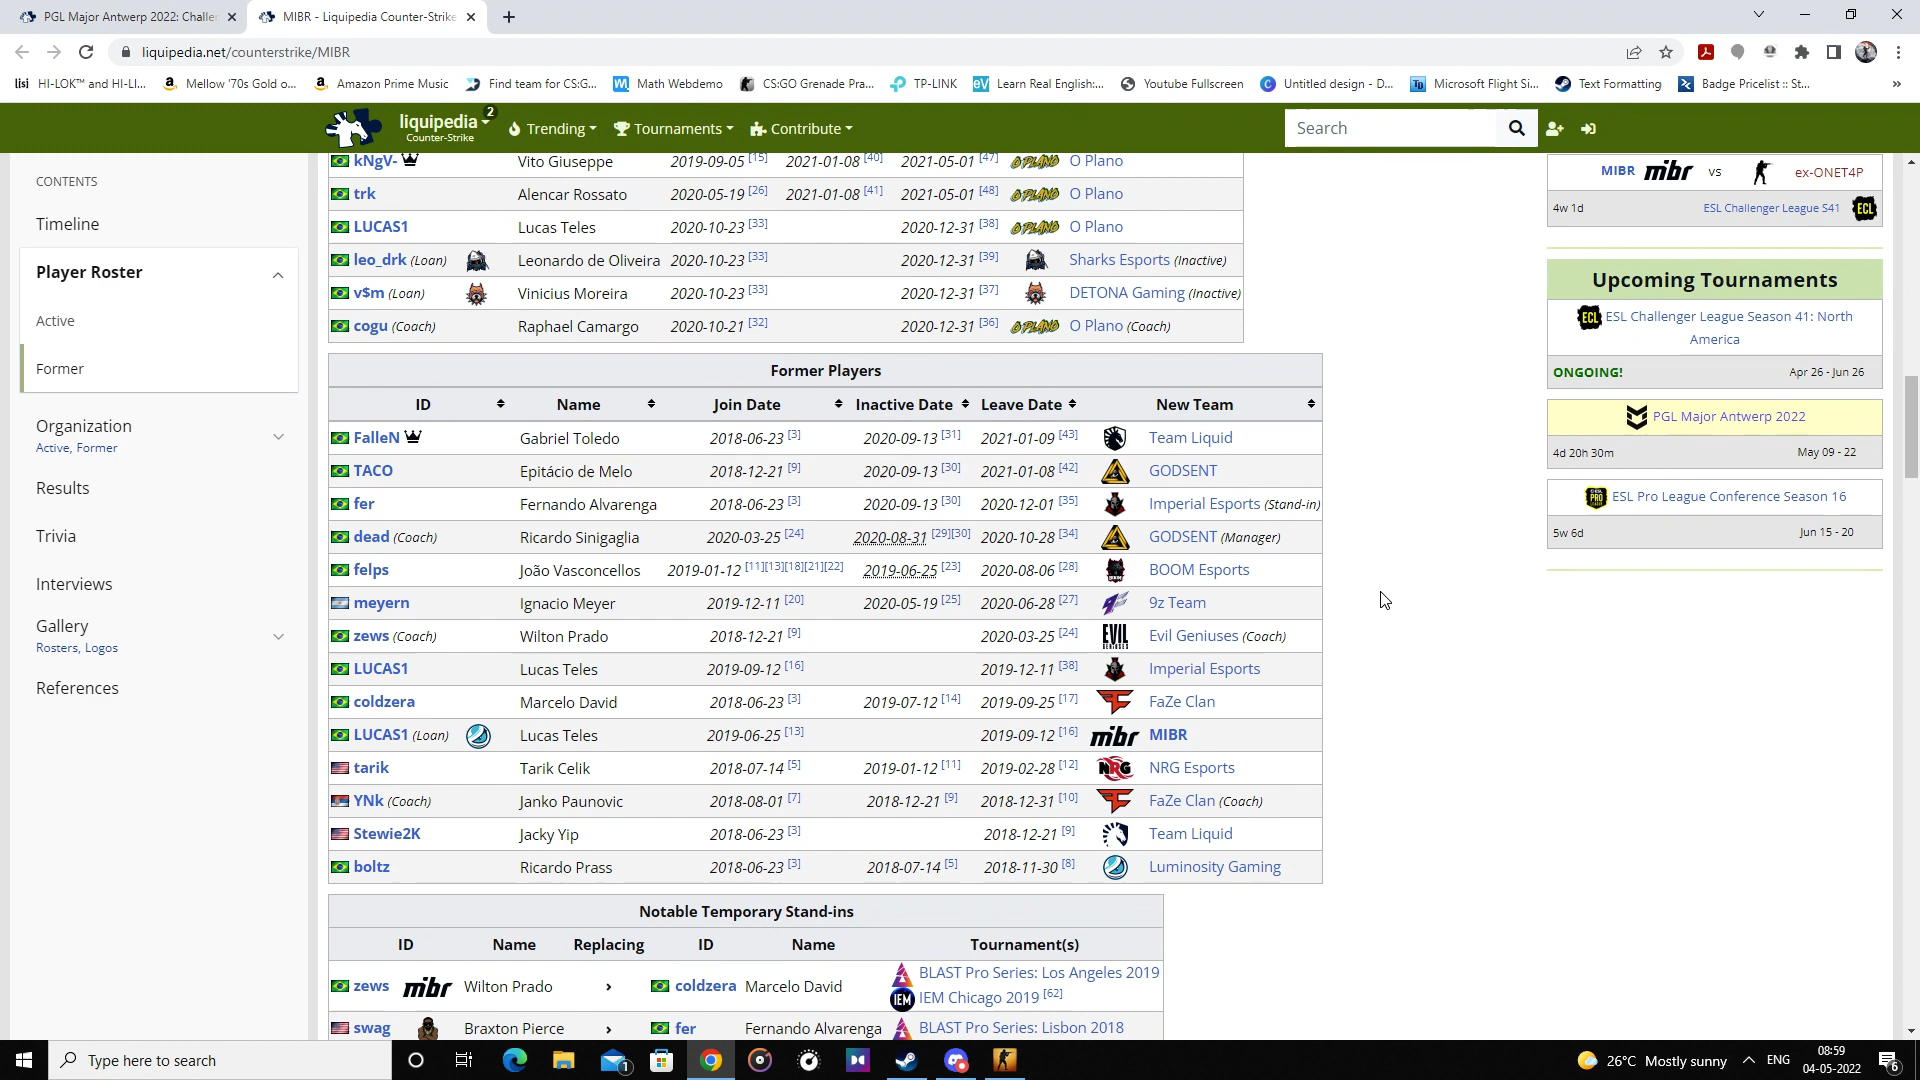 PGL Major Antwerp 2022: Challe
MIBR - Liquipedia Counter-Strike
liquipedia.net/counterstrike/MIBR
HI-LOK™ and HI-LI...
Mellow '70s Gold o...
Amazon Prime Music
Find team for CS:G...
Math Webdemo
CS:GO Grenade Pra...
TP-LINK
Learn Real English:...
Youtube Fullscreen
Untitled design - D...
Microsoft Flight Si...
Text Formatting
Badge Pricelist :: St...
liquipedia 2
Counter-Strike
Trending
Tournaments
Contribute
Search
CONTENTS
Timeline
Player Roster
Active
Former
Organization
Active, Former
Results
Trivia
Interviews
Gallery
Rosters, Logos
References
kNgV- Vito Giuseppe 2019-09-05 [15] 2021-01-08 [40] 2021-05-01 [47] O PLANO O Plano
trk Alencar Rossato 2020-05-19 [26] 2021-01-08 [41] 2021-05-01 [48] O PLANO O Plano
LUCAS1 Lucas Teles 2020-10-23 [33] 2020-12-31 [38] O PLANO O Plano
leo_drk (Loan) Leonardo de Oliveira 2020-10-23 [33] 2020-12-31 [39] Sharks Esports (Inactive)
v$m (Loan) Vinicius Moreira 2020-10-23 [33] 2020-12-31 [37] DETONA Gaming (Inactive)
cogu (Coach) Raphael Camargo 2020-10-21 [32] 2020-12-31 [36] O PLANO O Plano (Coach)
Former Players
ID Name Join Date Inactive Date Leave Date New Team
FalleN Gabriel Toledo 2018-06-23 [3] 2020-09-13 [31] 2021-01-09 [43] Team Liquid
TACO Epitácio de Melo 2018-12-21 [9] 2020-09-13 [30] 2021-01-08 [42] GODSENT
fer Fernando Alvarenga 2018-06-23 [3] 2020-09-13 [30] 2020-12-01 [35] Imperial Esports (Stand-in)
dead (Coach) Ricardo Sinigaglia 2020-03-25 [24] 2020-08-31 [29][30] 2020-10-28 [34] GODSENT (Manager)
felps João Vasconcellos 2019-01-12 [11][13][18][21][22] 2019-06-25 [23] 2020-08-06 [28] BOOM Esports
meyern Ignacio Meyer 2019-12-11 [20] 2020-05-19 [25] 2020-06-28 [27] 9z Team
zews (Coach) Wilton Prado 2018-12-21 [9] 2020-03-25 [24] EVIL GENIUSES Evil Geniuses (Coach)
LUCAS1 Lucas Teles 2019-09-12 [16] 2019-12-11 [38] Imperial Esports
coldzera Marcelo David 2018-06-23 [3] 2019-07-12 [14] 2019-09-25 [17] FaZe Clan
LUCAS1 (Loan) Lucas Teles 2019-06-25 [13] 2019-09-12 [16] mibr MIBR
tarik Tarik Celik 2018-07-14 [5] 2019-01-12 [11] 2019-02-28 [12] NRG NRG Esports
YNk (Coach) Janko Paunovic 2018-08-01 [7] 2018-12-21 [9] 2018-12-31 [10] FaZe Clan (Coach)
Stewie2K Jacky Yip 2018-06-23 [3] 2018-12-21 [9] Team Liquid
boltz Ricardo Prass 2018-06-23 [3] 2018-07-14 [5] 2018-11-30 [8] Luminosity Gaming
Notable Temporary Stand-ins
ID Name Replacing ID Name Tournament(s)
zews mibr Wilton Prado › coldzera Marcelo David BLAST Pro Series: Los Angeles 2019
IEM IEM Chicago 2019 [62]
swag Braxton Pierce › fer Fernando Alvarenga BLAST Pro Series: Lisbon 2018
MIBR mibr vs ex-ONET4P
4w 1d ESL Challenger League S41 ECL
Upcoming Tournaments
ECL ESL Challenger League Season 41: North
America
ONGOING! Apr 26 - Jun 26
PGL Major Antwerp 2022
4d 20h 30m May 09 - 22
ESL Pro League Conference Season 16
5w 6d Jun 15 - 20
Type here to search
1
26°C Mostly sunny
ENG
08:59
04-05-2022
6